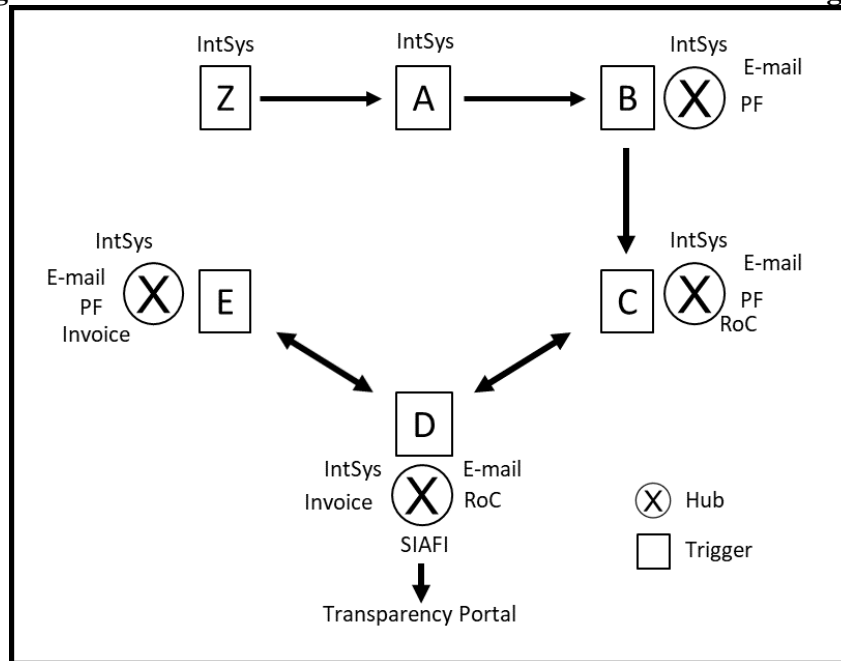 IntSys
IntSys
IntSys
Z
A
B
X
E-mail
PF
IntSys
E-mail
PF
Invoice
X
E
C
X
IntSys
E-mail
PF
RoC
D
IntSys
E-mail
Invoice
X
RoC
SIAFI
X Hub
Trigger
Transparency Portal